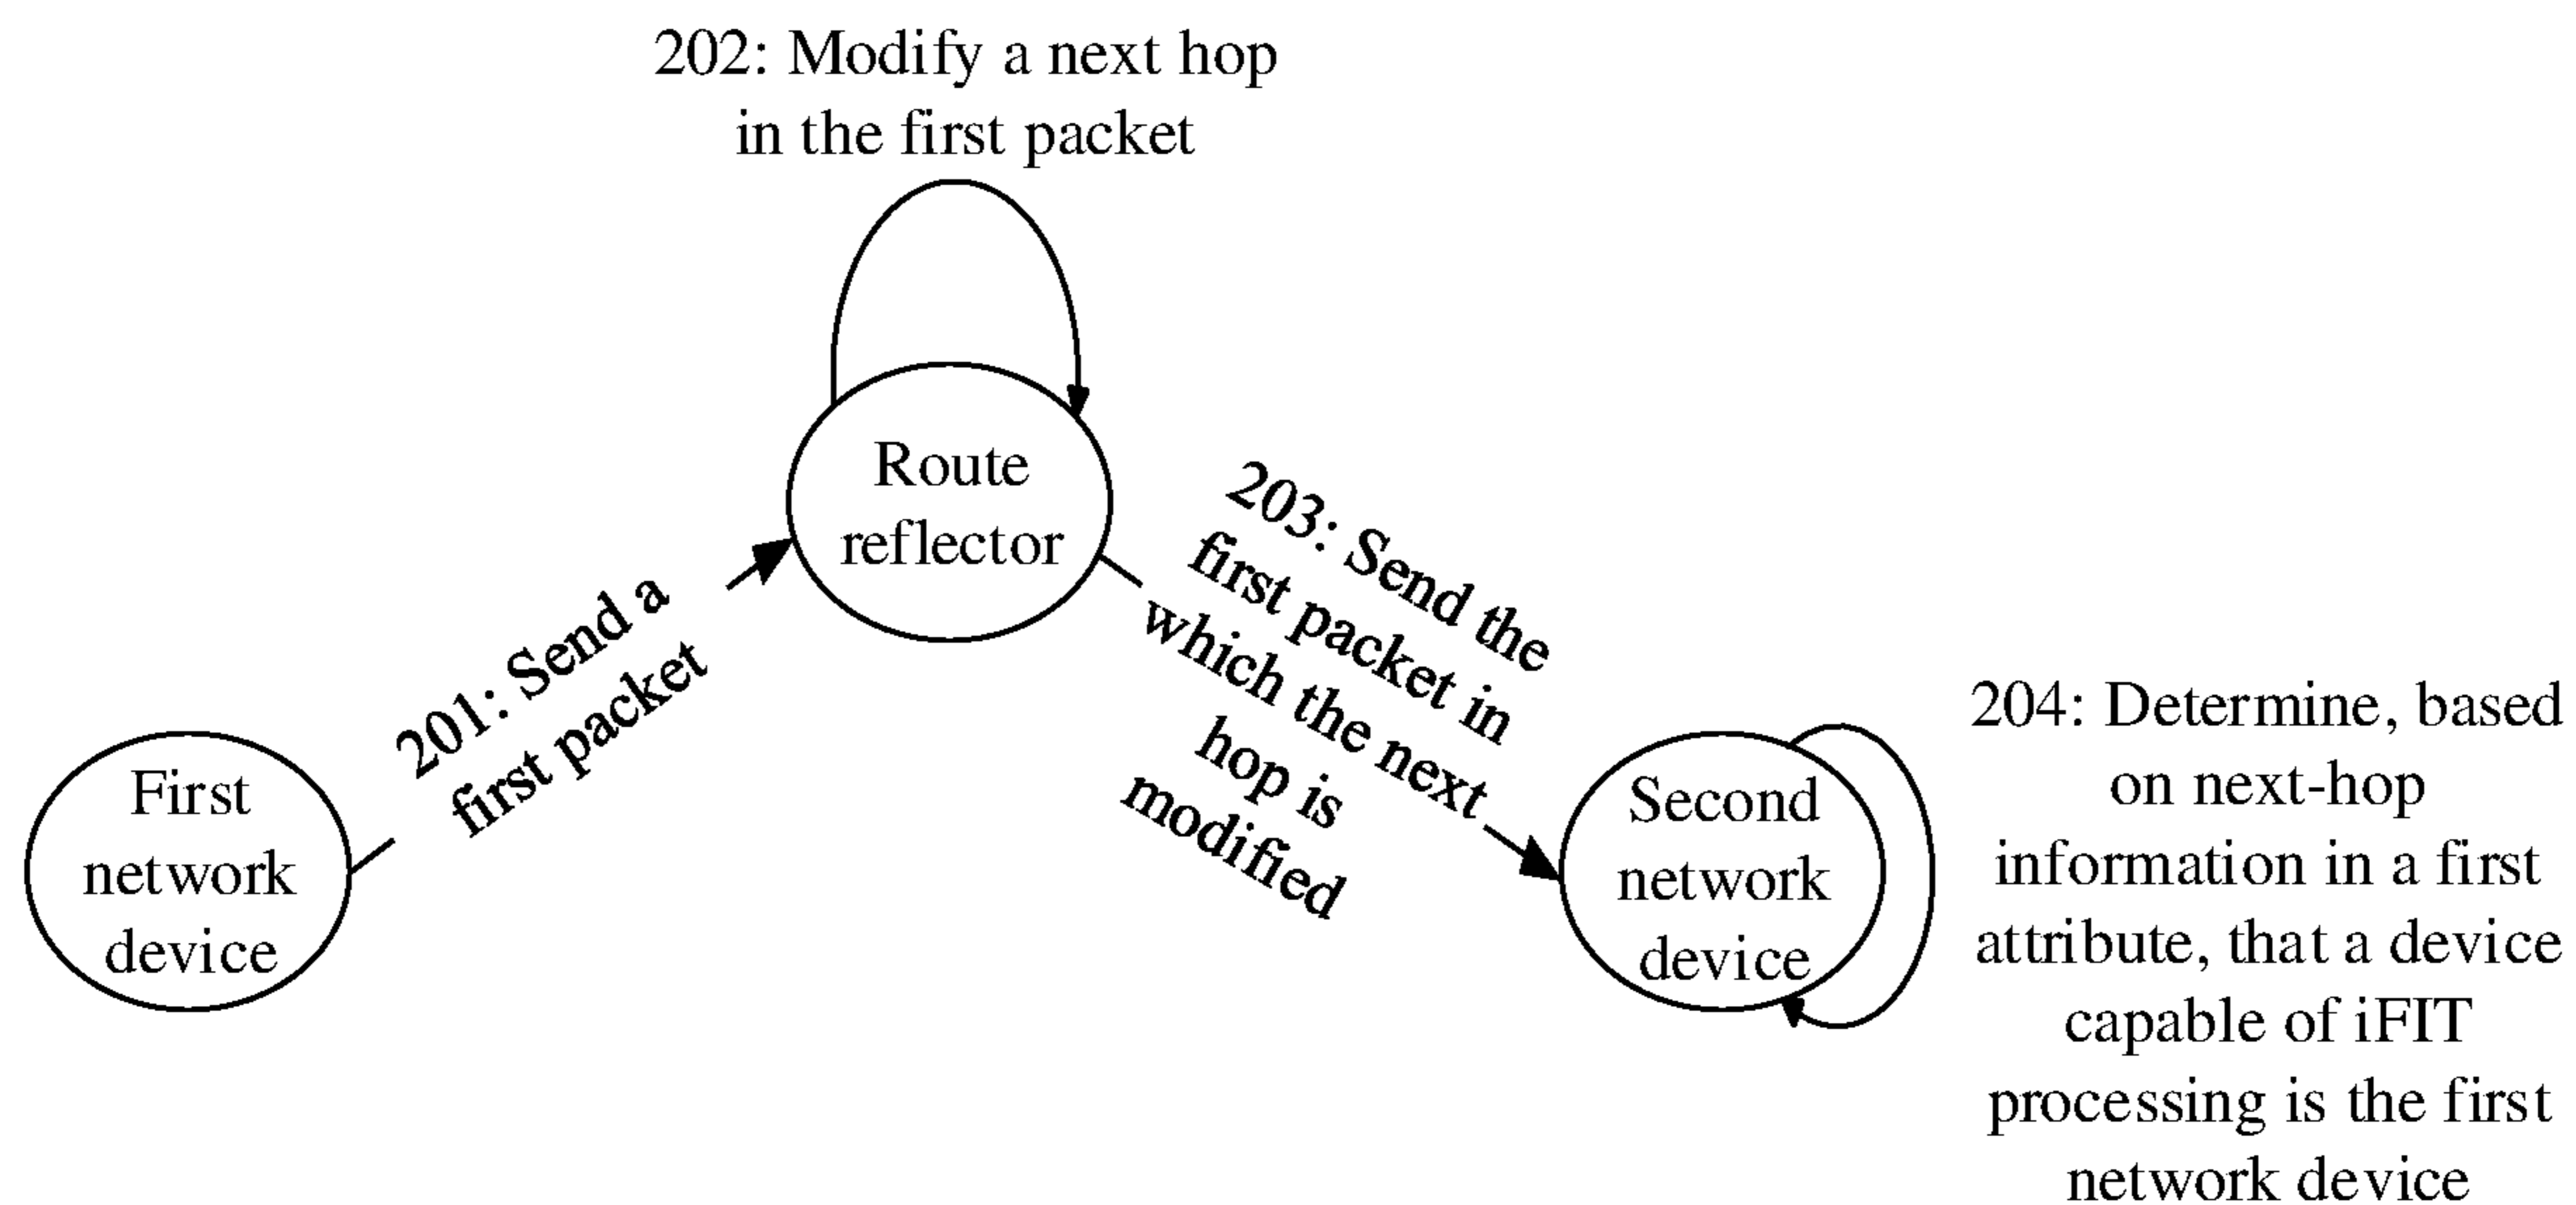 202: Modify a next hop
in the first packet
Route
reflector
201: Send a
first packet
203: Send the
first packet in
which the next
hop is
modified
First
network
device
Second
network
device
204: Determine, based
on next-hop
information in a first
attribute, that a device
capable of iFIT
processing is the first
network device